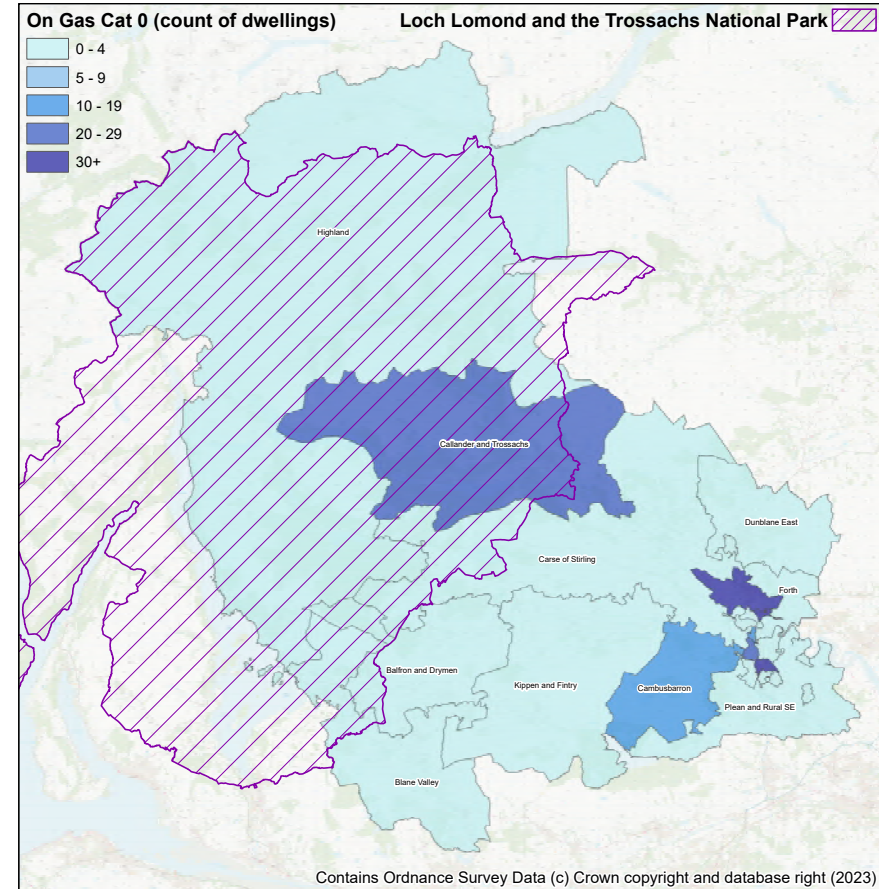 On Gas Cat 0 (count of dwellings)
Loch Lomond and the Trossachs National Park
0 - 4
5 - 9
10 - 19
20 - 29
30+
Highland
Callander and Trossachs
Dunblane East
Carse of Stirling
Forth
Balfron and Drymen
Kippen and Fintry
Cambusbarron
Plean and Rural SE
Blane Valley
Contains Ordnance Survey Data (c) Crown copyright and database right (2023)